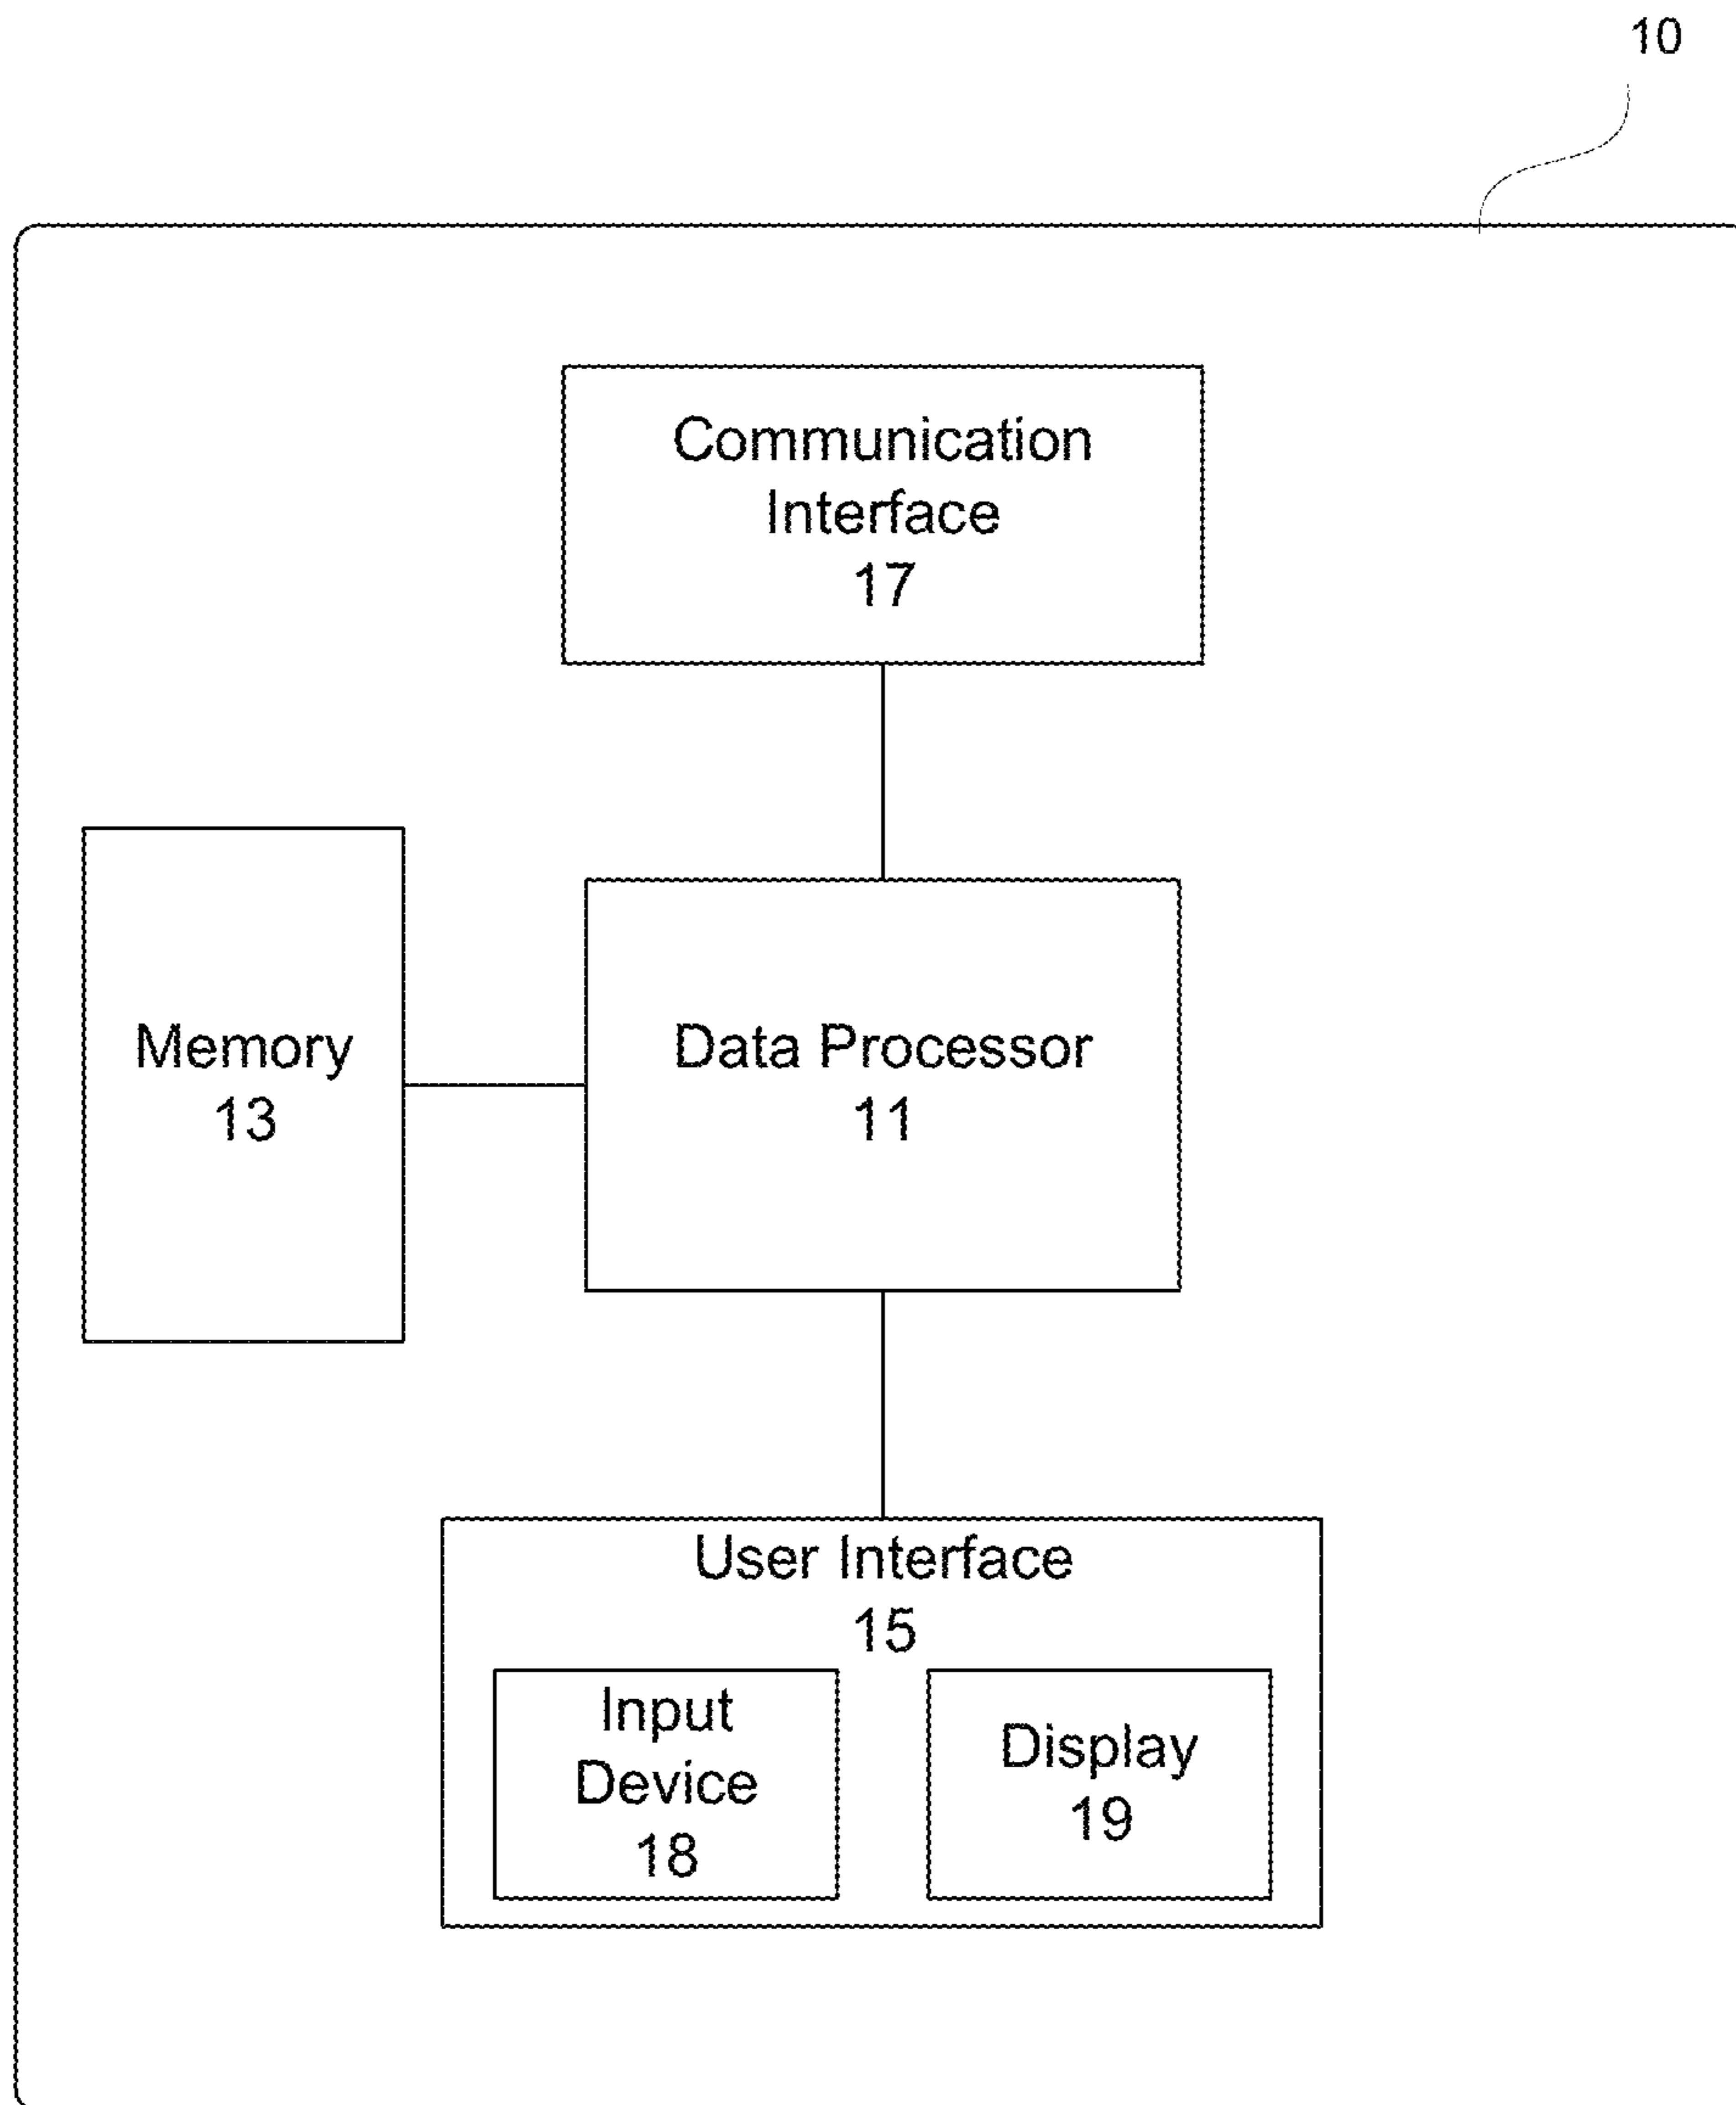 10
Communication
Interface
17
Memory
13
Data Processor
11
User Interface
15
Input
Device
18
Display
19